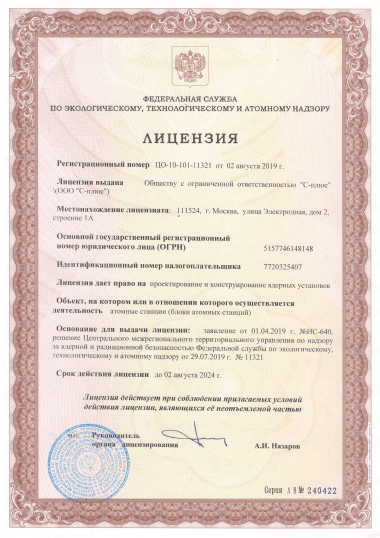 ФЕДЕРАЛЬНАЯ СЛУЖБА
ПО ЭКОЛОГИЧЕСКОМУ, ТЕХНОЛОГИЧЕСКОМУ И АТОМНОМУ НАДЗОРУ
ЛИЦЕНЗИЯ
Регистрационный номер ЦО-10-101-11321 от 02 августа 2019 г.
Лицензия выдана Обществу с ограниченной ответственностью "С-плюс"
(ООО "С-плюс")
Местонахождение лицензиата: 111524, г. Москва, улица Электродная, дом 2,
строение 1А
Основной государственный регистрационный
номер юридического лица (ОГРН) 5157746148148
Идентификационный номер налогоплательщика 7720325407
Лицензия дает право на проектирование и конструирование ядерных установок
Объект, на котором или в отношении которого осуществляется
деятельность атомные станции (блоки атомных станций)
Основание для выдачи лицензии: заявление от 01.04.2019 г. №ИС-640,
решение Центрального межрегионального территориального управления по надзору
за ядерной и радиационной безопасностью Федеральной службы по экологическому,
технологическому и атомному надзору от 29.07.2019 г. № 11321
Срок действия лицензии до 02 августа 2024 г.
Лицензия действует при соблюдении прилагаемых условий
действия лицензии, являющихся её неотъемлемой частью
Руководитель
органа лицензирования А.И. Назаров
Серия А В № 240422